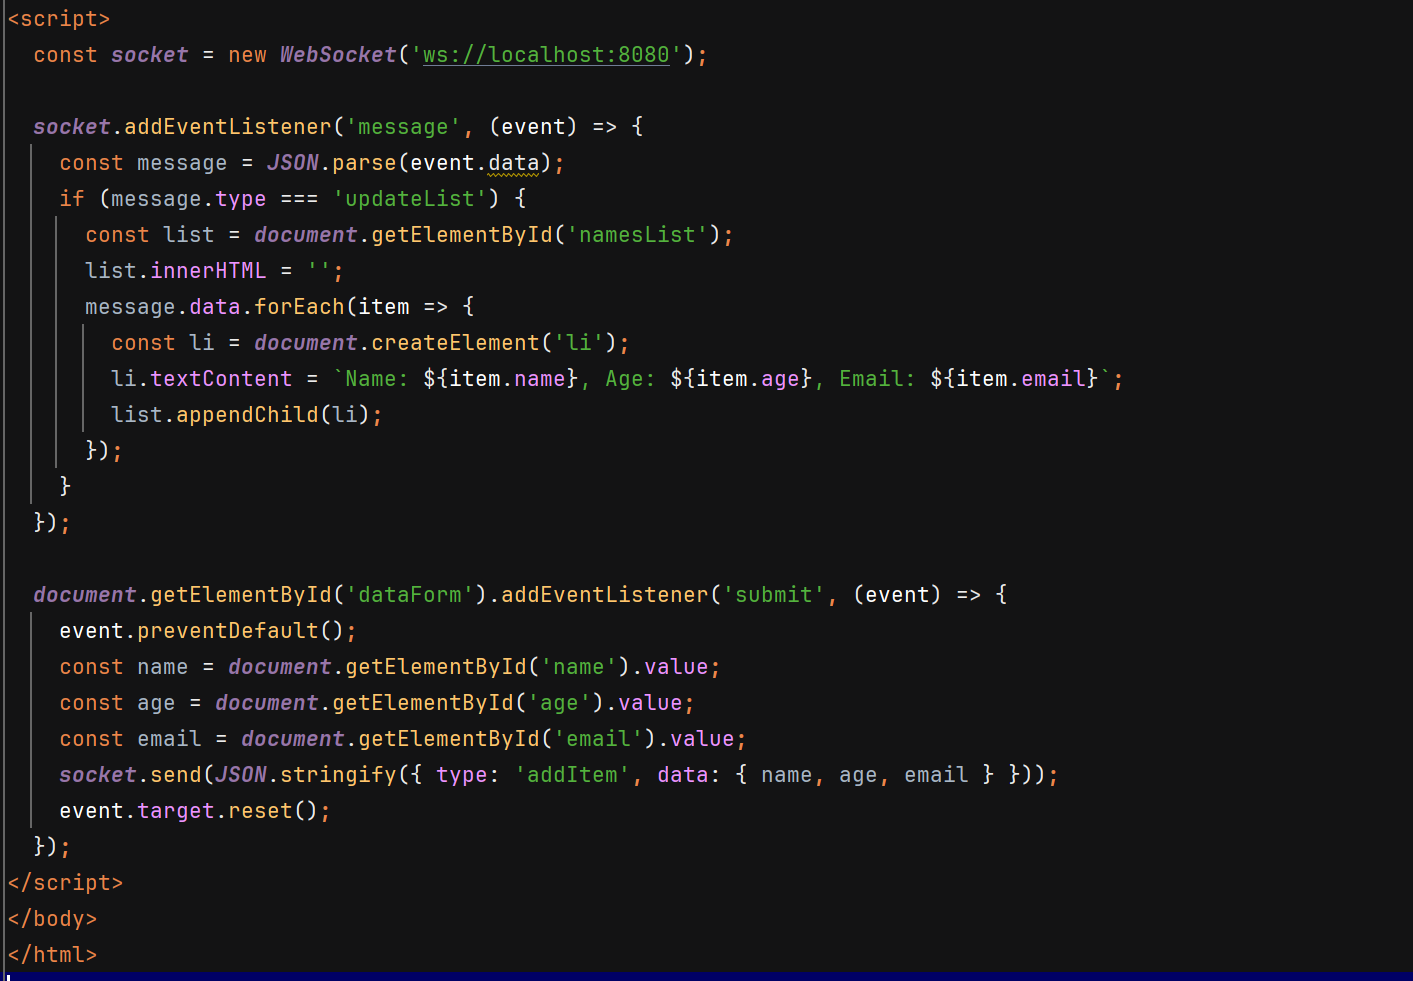 <script>
const socket = new WebSocket('ws://localhost:8080');
socket.addEventListener('message', (event) => {
const message = JSON.parse(event.data);
if (message.type === 'updateList') {
const list = document.getElementById('namesList');
list.innerHTML = '';
message.data.forEach(item => {
const li = document.createElement('li');
li.textContent = `Name: ${item.name}, Age: ${item.age}, Email: ${item.email}`;
list.appendChild(li);
});
}
});
document.getElementById('dataForm').addEventListener('submit', (event) => {
event.preventDefault();
const name = document.getElementById('name').value;
const age = document.getElementById('age').value;
const email = document.getElementById('email').value;
socket.send(JSON.stringify({ type: 'addItem', data: { name, age, email } }));
event.target.reset();
});
</script>
</body>
</html>